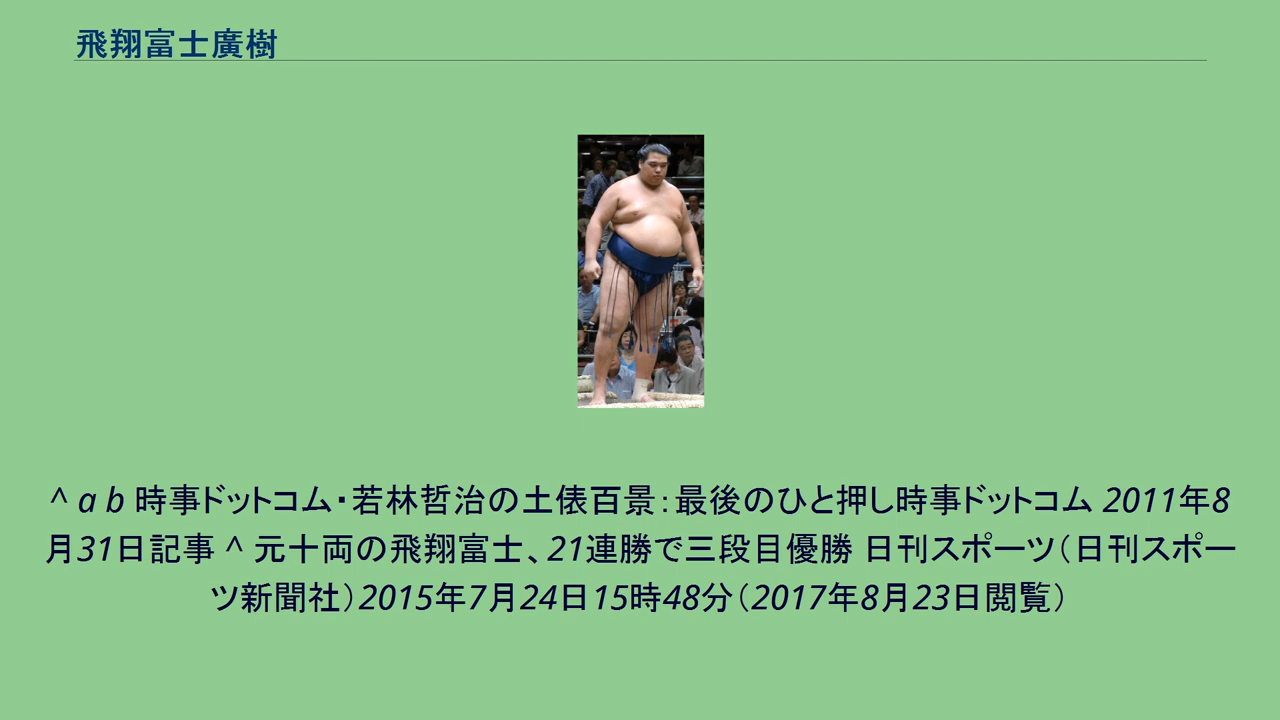 飛翔富士廣樹
^ a b 時事ドットコム・若林哲治の土俵百景：最後のひと押し時事ドットコム 2011年8
月31日記事 ^ 元十両の飛翔富士、21連勝で三段目優勝 日刊スポーツ（日刊スポー
ツ新聞社）2015年7月24日15時48分（2017年8月23日閲覧）